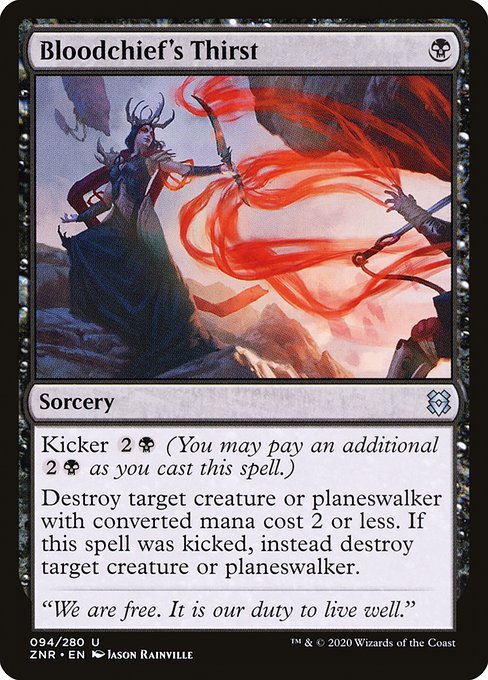 Bloodchief's Thirst
Sorcery
Kicker 2 (You may pay an additional
2 as you cast this spell.)
Destroy target creature or planeswalker
with converted mana cost 2 or less. If
this spell was kicked, instead destroy
target creature or planeswalker.
"We are free. It is our duty to live well."
094/280 U
ZNR • EN Jason Rainville
™ & © 2020 Wizards of the Coast